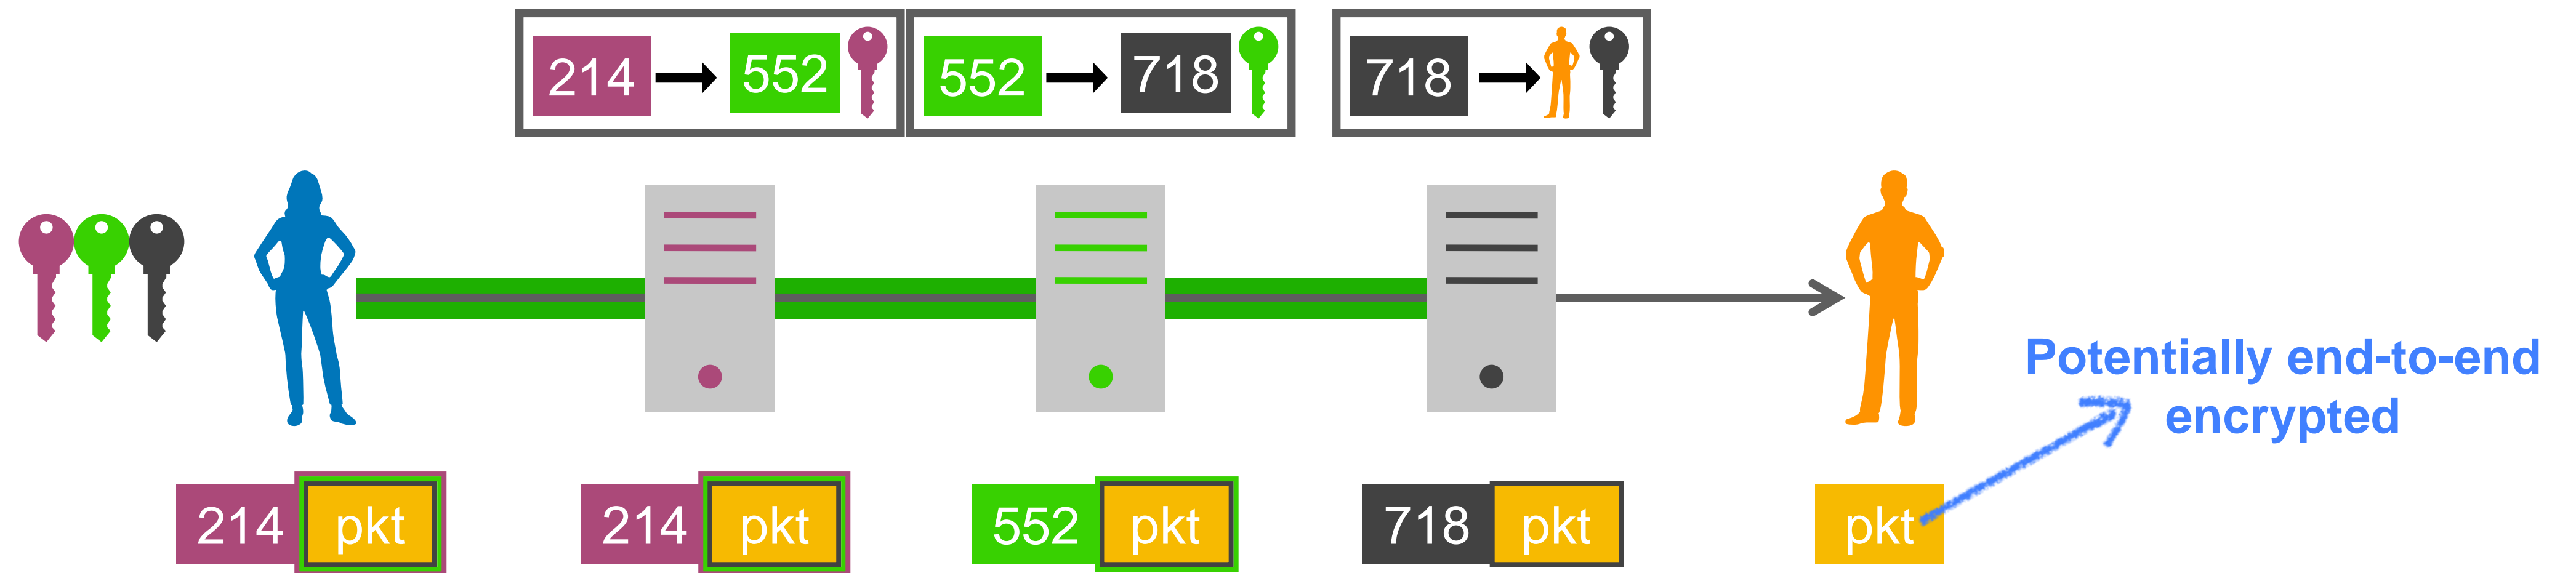 214 552 552 718 718
Potentially end-to-end
encrypted
214 pkt 214 pkt 552 pkt 718 pkt pkt